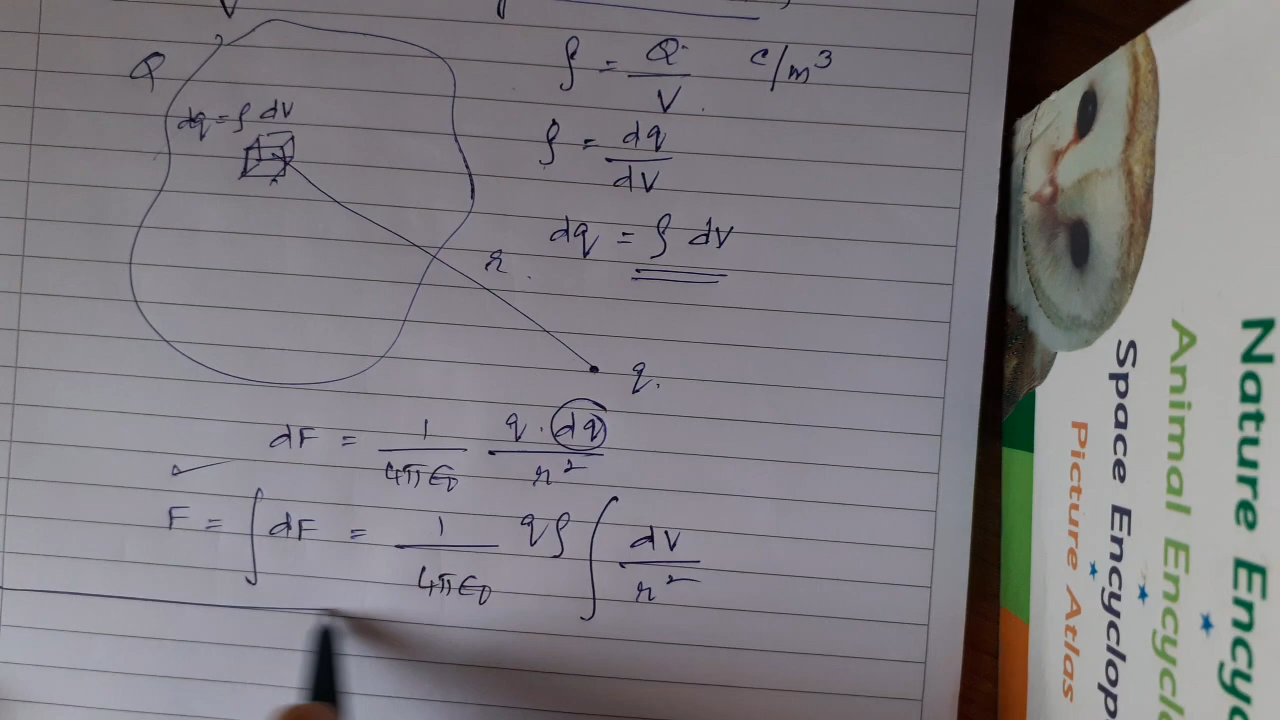 Q
ρ = Q/V C/m³
dq = ρ dV
ρ = dq/dV
dq = ρ dV
r
q.
dF = 1/4πϵ₀ q · dq/r²
F = ∫ dF = 1/4πϵ₀ qρ ∫ dV/r²
Nature Ency
Animal Encycl
Space Encyclop
Picture Atlas